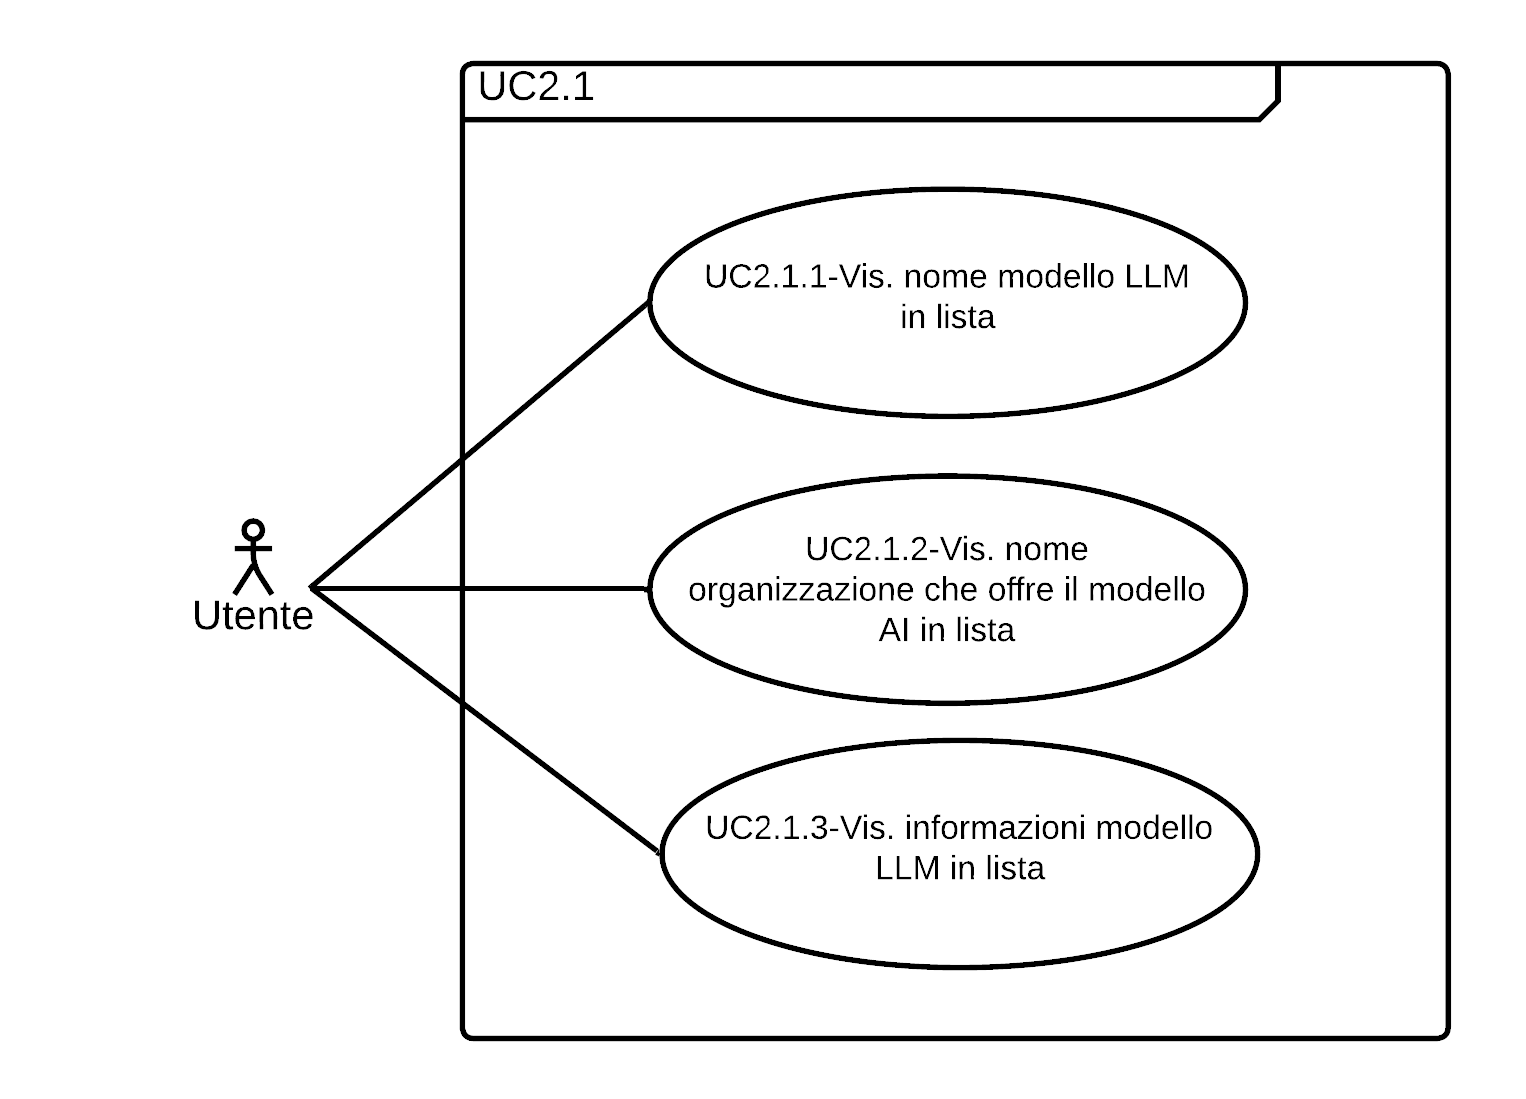 UC2.1
UC2.1.1-Vis. nome modello LLM
in lista
UC2.1.2-Vis. nome
organizzazione che offre il modello
AI in lista
Utente
UC2.1.3-Vis. informazioni modello
LLM in lista